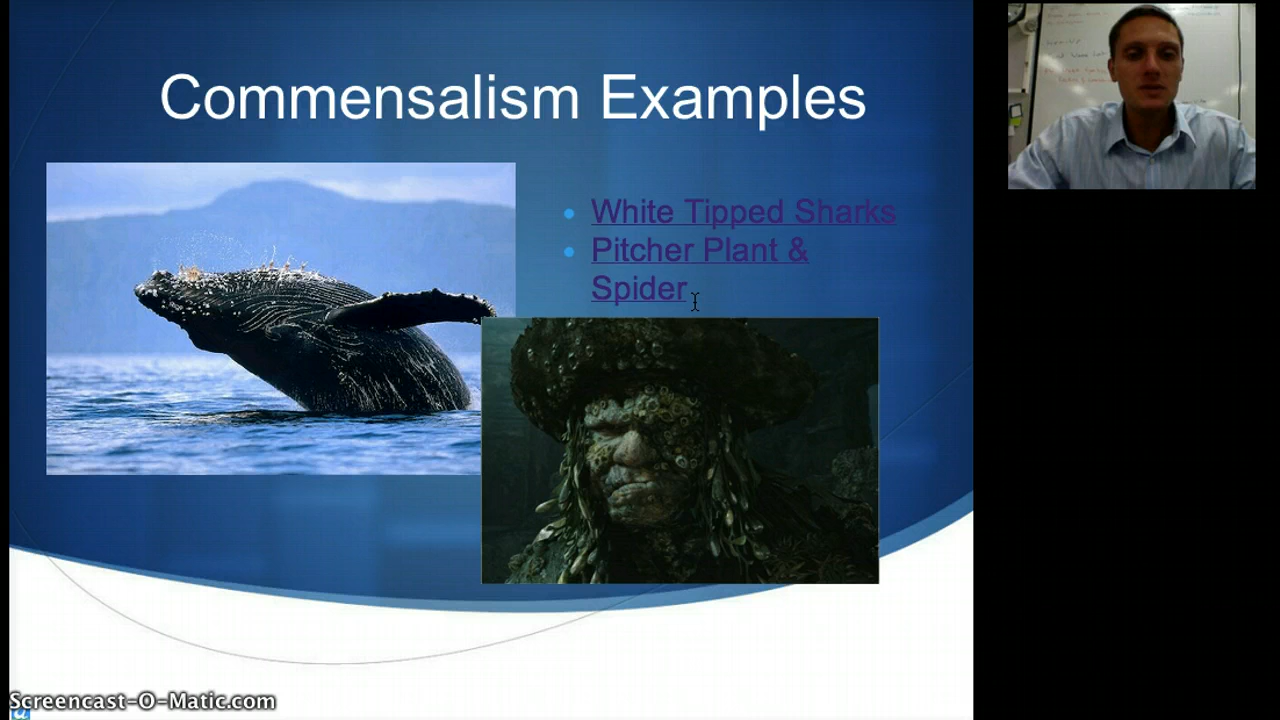 Commensalism Examples
White Tipped Sharks
Pitcher Plant &
Spider
Screencast-O-Matic.com